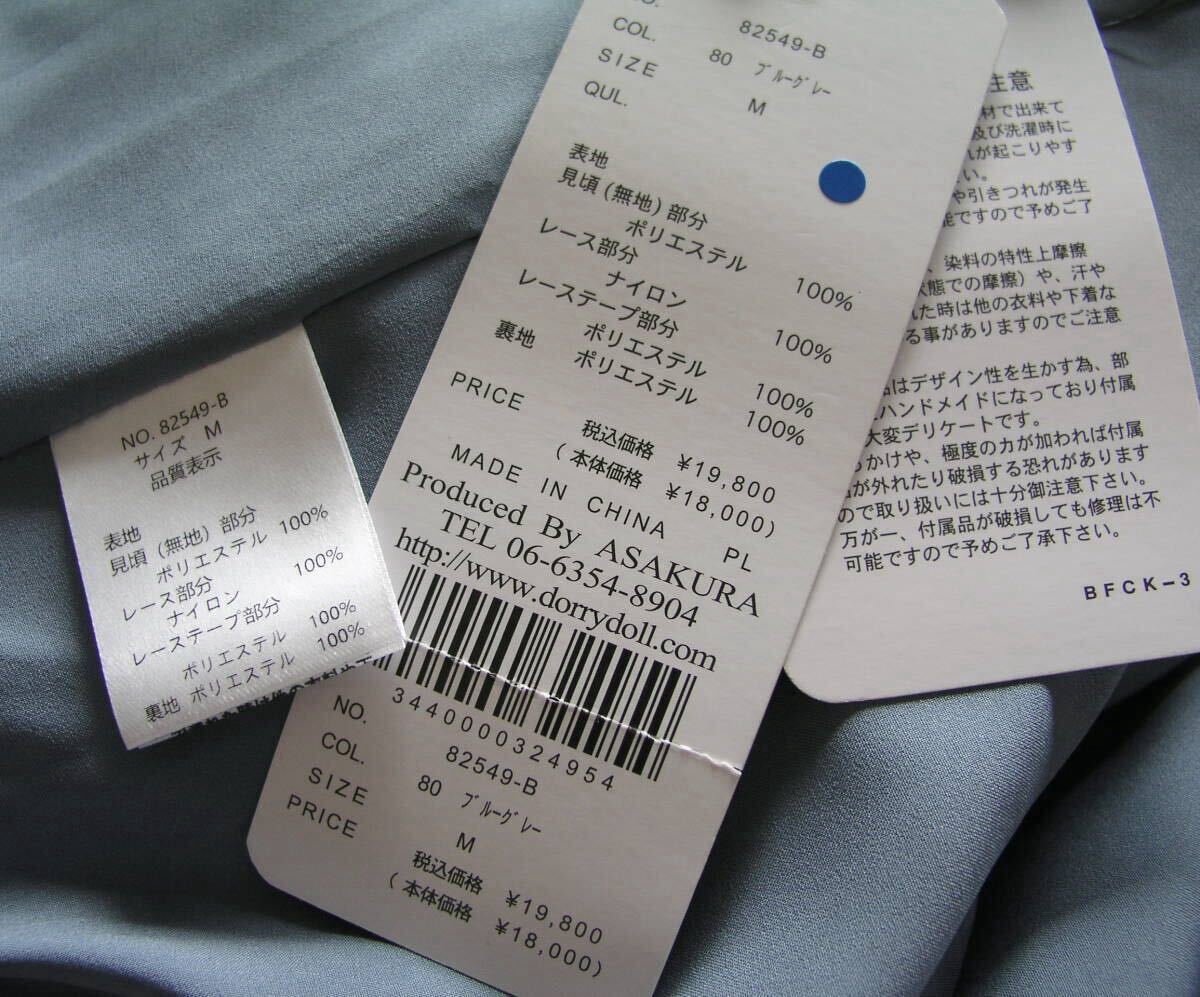 NO. 82549-B
サイズ M
品質表示
表地
見頃(無地)部分
ポリエステル 100%
レース部分
ナイロン 100%
レーステープ部分
ポリエステル 100%
裏地 ポリエステル 100%
82549-B
COL. 80 ブルーグレー
SIZE M
QUL.
表地
見頃(無地)部分
ポリエステル 100%
レース部分
ナイロン 100%
レーステープ部分
ポリエステル 100%
裏地 ポリエステル 100%
PRICE 税込価格 ¥19,800
(本体価格 ¥18,000)
MADE IN CHINA PL
Produced By ASAKURA
TEL 06-6354-8904
http://www.dorrydoll.com
3440000324954
NO. 82549-B
COL. 80 ブルーグレー
SIZE M
PRICE 税込価格 ¥19,800
(本体価格 ¥18,000)
注意
材で出来て
及び洗濯時に
が起こりやす
い。
や引きつれが発生
能ですので予めご了
、染料の特性上摩擦
状態での摩擦)や、汗や
れた時は他の衣料や下着な
る事がありますのでご注意
品はデザイン性を生かす為、部
ハンドメイドになっており付属
大変デリケートです。
かけや、極度の力が加われば付属
品が外れたり破損する恐れがあります
ので取り扱いには十分御注意下さい。
万が一、付属品が破損しても修理は不
可能ですので予めご了承下さい。
BFCK-3